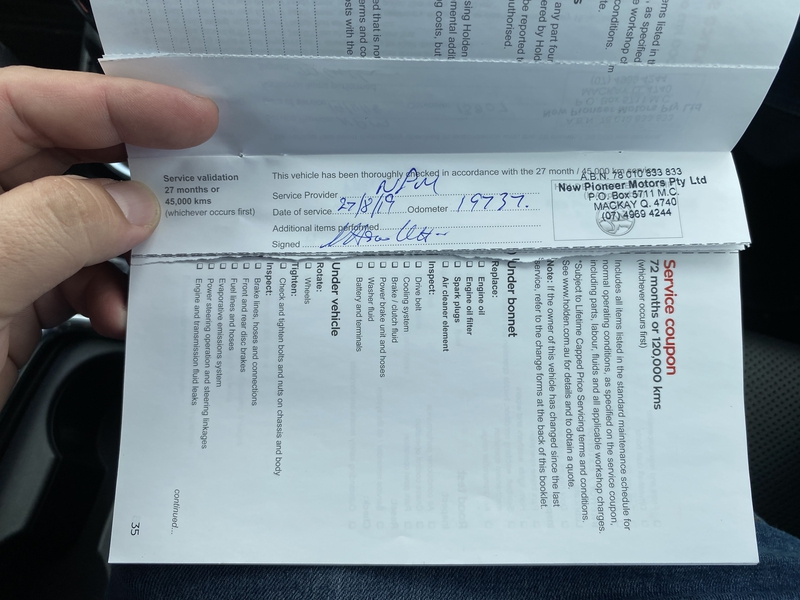 Service validation
27 months or
45,000 kms
(whichever occurs first)
This vehicle has been thoroughly checked in accordance with the 27 month / 45,000 km
Service Provider NPM
Date of service 27/8/19 Odometer 19737.
Additional items performed
Signed
A.B.N. 78 010 833 833
New Pioneer Motors Pty Ltd
P.O. Box 5711 M.C.
MACKAY Q. 4740
(07) 4969 4244
Service coupon
72 months or 120,000 kms
(whichever occurs first)
Includes all items listed in the standard maintenance schedule for
normal operating conditions, as specified on the service coupon,
including parts, labour, fluids and all applicable workshop charges.
*Subject to Lifetime Capped Price Servicing terms and conditions.
See www.holden.com.au for details and to obtain a quote.
Note: If the owner of this vehicle has changed since the last
service, refer to the change forms at the back of this booklet.
Under bonnet
Replace:
Engine oil
Engine oil filter
Spark plugs
Air cleaner element
Inspect:
Drive belt
Cooling system
Brake / clutch fluid
Power brake unit and hoses
Washer fluid
Battery and terminals
Under vehicle
Rotate:
Wheels
Tighten:
Check and tighten bolts and nuts on chassis and body
Inspect:
Brake lines, hoses and connections
Front and rear disc brakes
Fuel lines and hoses
Evaporative emissions system
Power steering operation and steering linkages
Engine and transmission fluid leaks
continued...
35